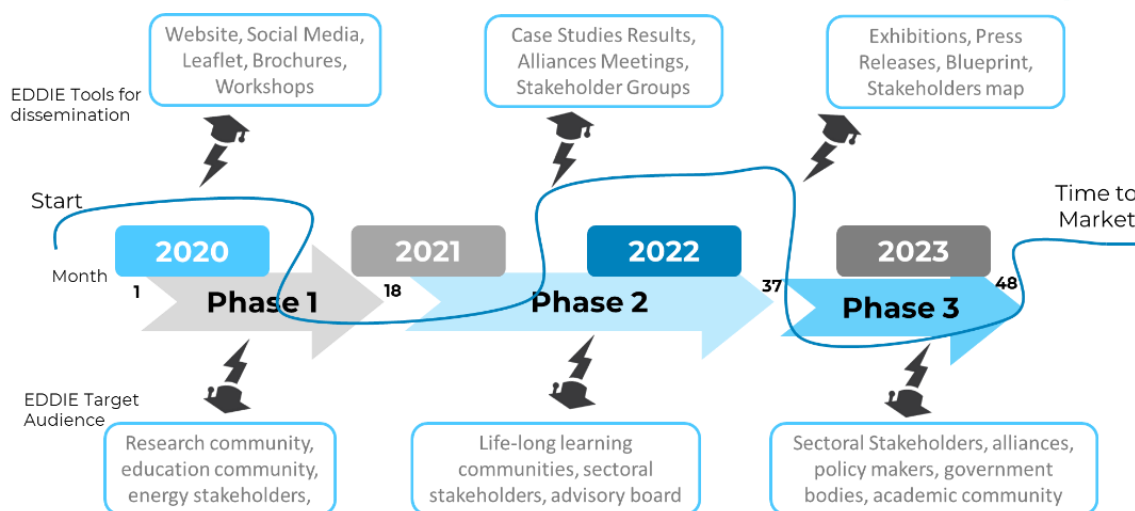 Website, Social Media,
Leaflet, Brochures,
Workshops
Case Studies Results,
Alliances Meetings,
Stakeholder Groups
Exhibitions, Press
Releases, Blueprint,
Stakeholders map
EDDIE Tools for
dissemination
Start
Time to
Market
2020
2021
2022
2023
Month
1
18
37
48
Phase 1
Phase 2
Phase 3
EDDIE Target
Audience
Research community,
education community,
energy stakeholders,
Life-long learning
communities, sectoral
stakeholders, advisory board
Sectoral Stakeholders, alliances,
policy makers, government
bodies, academic community